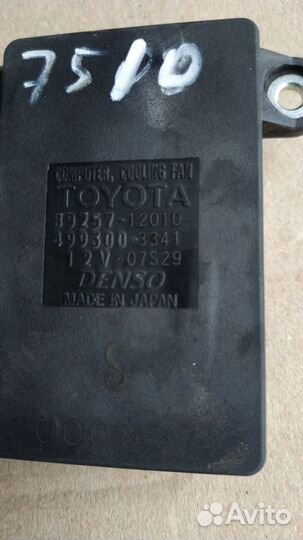 7510
COMPUTER, COOLING FAN
TOYOTA
89257-12010
499300-3341
12V 07S29
DENSO
MADE IN JAPAN
S
Avito